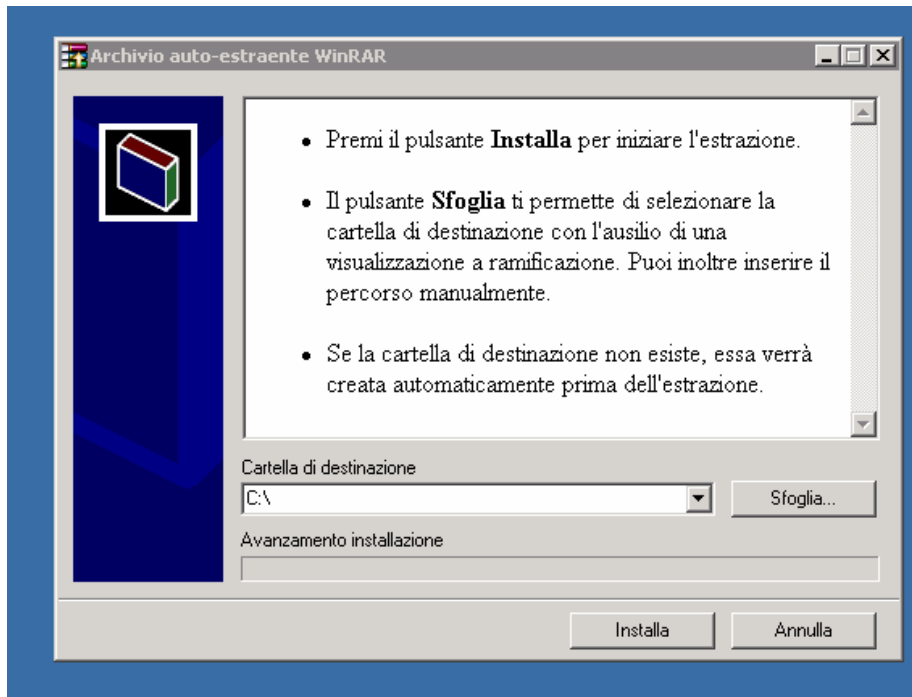 Archivio auto-estraente WinRAR
• Premi il pulsante Installa per iniziare l'estrazione.
• Il pulsante Sfoglia ti permette di selezionare la
cartella di destinazione con l'ausilio di una
visualizzazione a ramificazione. Puoi inoltre inserire il
percorso manualmente.
• Se la cartella di destinazione non esiste, essa verrà
creata automaticamente prima dell'estrazione.
Cartella di destinazione
C:\
Sfoglia...
Avanzamento installazione
Installa
Annulla